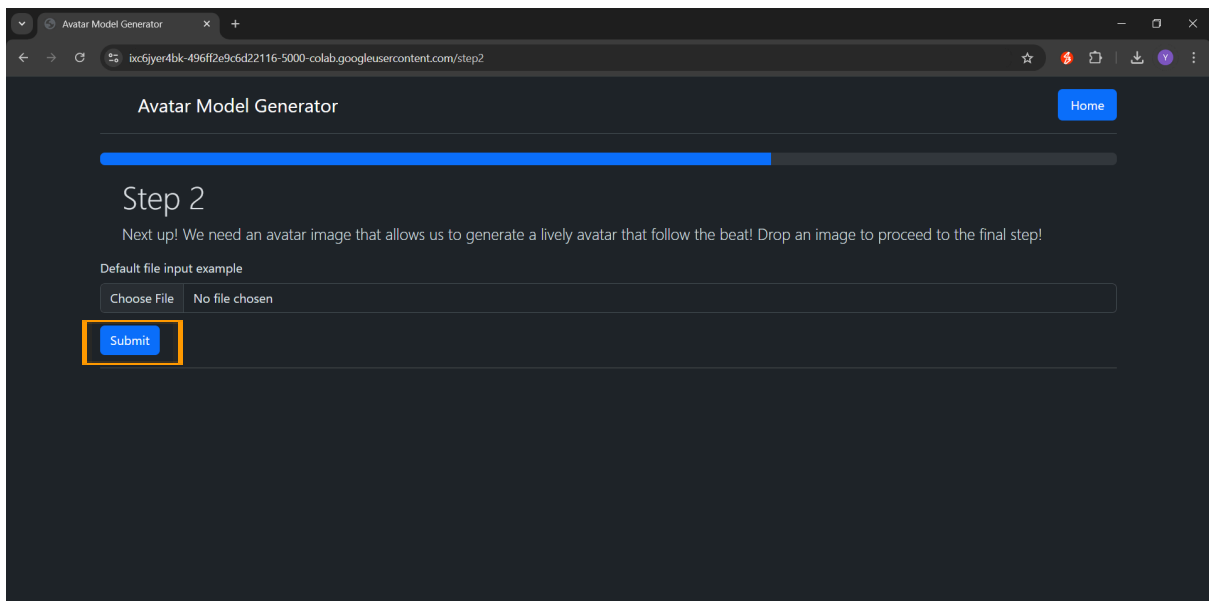 Avatar Model Generator
ixc6jyer4bk-496ff2e9c6d22116-5000-colab.googleusercontent.com/step2
Y
Avatar Model Generator
Home
Step 2
Next up! We need an avatar image that allows us to generate a lively avatar that follow the beat! Drop an image to proceed to the final step!
Default file input example
Choose File No file chosen
Submit